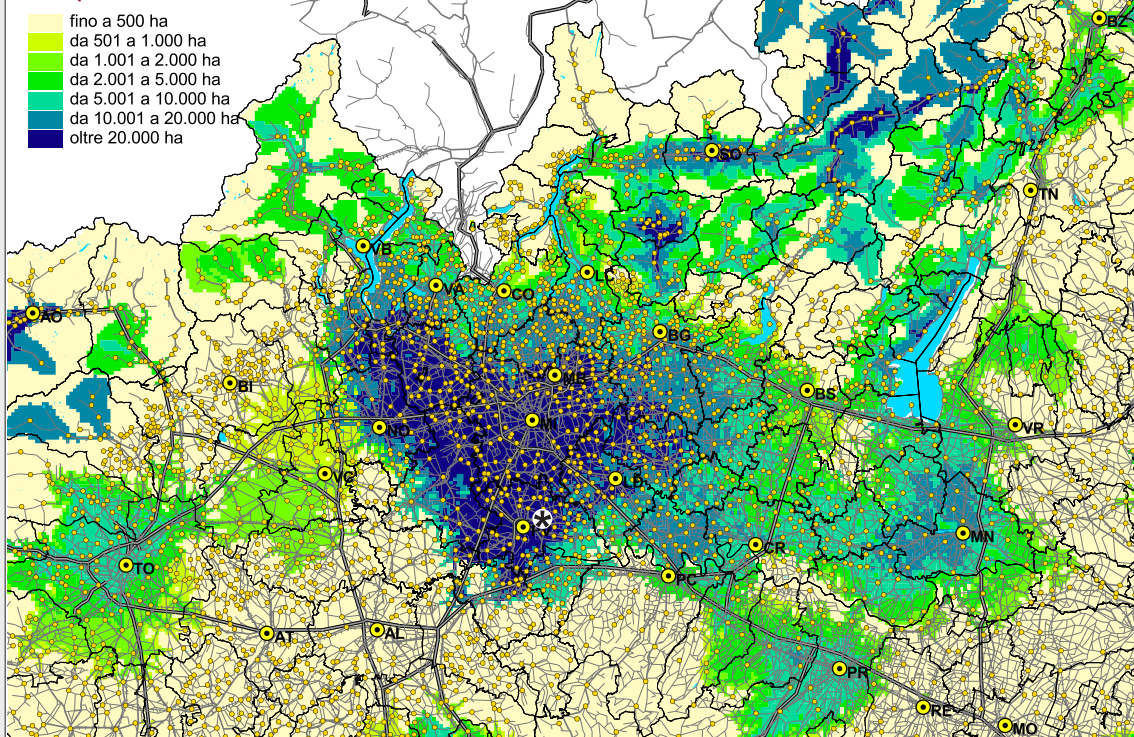 fino a 500 ha
da 501 a 1.000 ha
da 1.001 a 2.000 ha
da 2.001 a 5.000 ha
da 5.001 a 10.000 ha
da 10.001 a 20.000 ha
oltre 20.000 ha
BZ
SO
TN
VB
LC
VA
CO
AO
BG
MB
BI
BS
MI
NO
VR
VC
LO
MN
CR
TO
PC
AT
AL
PR
RE
MO